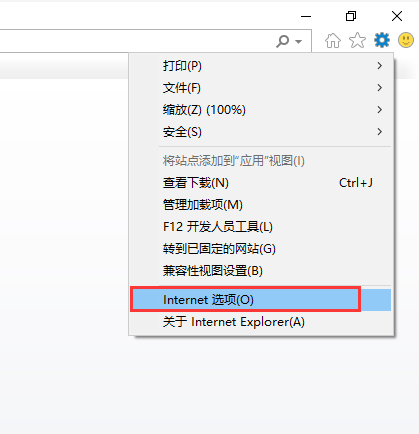 打印(P)
文件(F)
缩放(Z) (100%)
安全(S)
将站点添加到“应用”视图(I)
查看下载(N) Ctrl+J
管理加载项(M)
F12 开发人员工具(L)
转到已固定的网站(G)
兼容性视图设置(B)
Internet 选项(O)
关于 Internet Explorer(A)